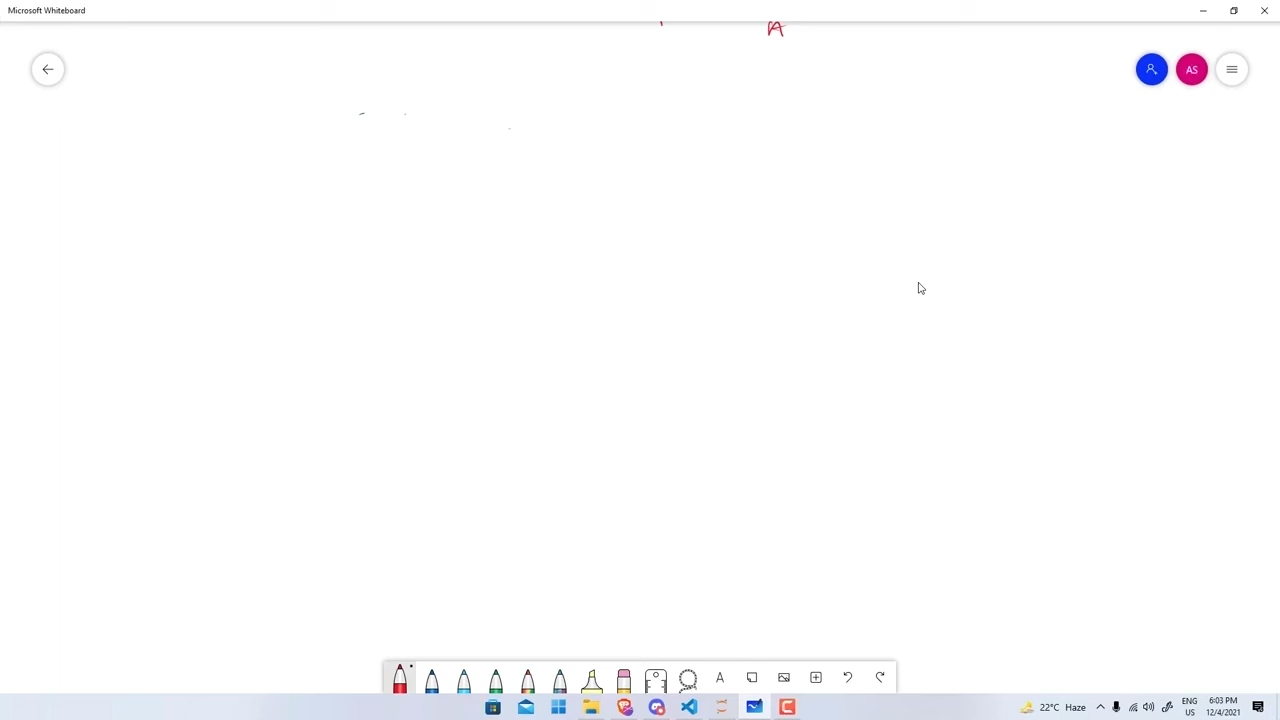 Microsoft Whiteboard
A
AS
A
22°C Haze
ENG
US
6:03 PM
12/4/2021